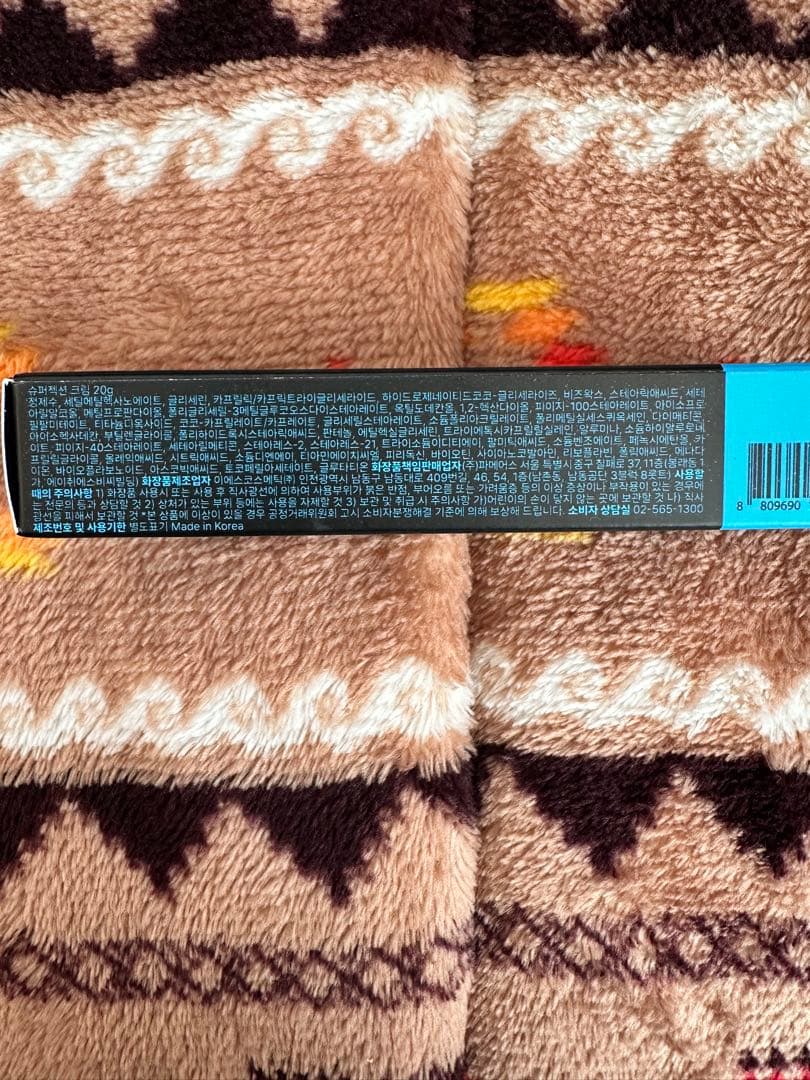 슈퍼젝션 크림 20g
정제수, 세틸에틸헥사노에이트, 글리세린, 카프릴릭/카프릭트라이글리세라이드, 하이드로제네이티드코코-글리세라이즈, 비즈왁스, 스테아릭애씨드, 세테
아릴알코올, 메틸프로판다이올, 폴리글리세릴-3메틸글루코오스다이스테아레이트, 옥틸도데칸올, 1,2-헥산다이올, 피이지-100스테아레이트, 아이소프로
필팔미테이트, 티타늄디옥사이드, 코코-카프릴레이트/카프레이트, 글리세릴스테아레이트, 소듐폴리아크릴레이트, 폴리메틸실세스퀴옥세인, 다이메티콘,
아이소헥사데칸, 부틸렌글라이콜, 폴리하이드록시스테아릭애씨드, 판테놀, 에틸헥실글리세린, 트라이에톡시카프릴릴실레인, 알루미나, 소듐하이알루로네
이트, 피이지-40스테아레이트, 세테아릴메티콘, 스테아레스-2, 스테아레스-21, 트라이소듐이디티에이, 팔미틱애씨드, 소듐벤조에이트, 페녹시에탄올, 카
프릴릴글라이콜, 올레익애씨드, 시트릭애씨드, 소듐디엔에이, 티아민에이치씨엘, 피리독신, 바이오틴, 사이아노코발아민, 리보플라빈, 폴릭애씨드, 메나다
이온, 바이오플라보노이드, 아스코빅애씨드, 토코페릴아세테이트, 글루타티온 화장품책임판매업자 (주)파메어스 서울 특별시 중구 칠패로 37, 11층(봉래동 1
가, 에이취에스비씨빌딩) 화장품제조업자 이에스코스메틱(주) 인천광역시 남동구 남동대로 409번길, 46, 54, 1층(남촌동, 남동공단 3블럭 8로트) 사용할
때의 주의사항 1) 화장품 사용시 또는 사용 후 직사광선에 의하여 사용부위가 붉은 반점, 부어오름 또는 가려움증 등의 이상 증상이나 부작용이 있는 경우에
는 전문의 등과 상담할 것 2) 상처가 있는 부위 등에는 사용을 자제할 것 3) 보관 및 취급 시 주의사항 가)어린이의 손이 닿지 않는 곳에 보관할 것 나) 직사
광선을 피해서 보관할 것 *본 상품에 이상이 있을 경우 공정거래위원회 고시 소비자분쟁해결 기준에 의해 보상해 드립니다. 소비자 상담실 02-565-1300
제조번호 및 사용기한 별도표기 Made in Korea
8 809690